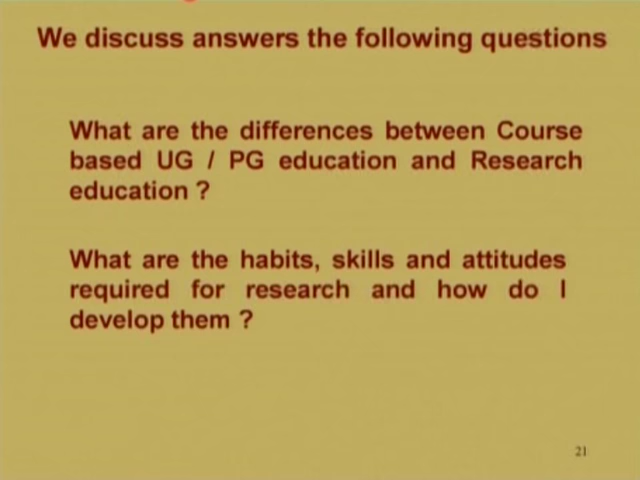 We discuss answers the following questions
What are the differences between Course
based UG / PG education and Research
education ?
What are the habits, skills and attitudes
required for research and how do I
develop them ?
21